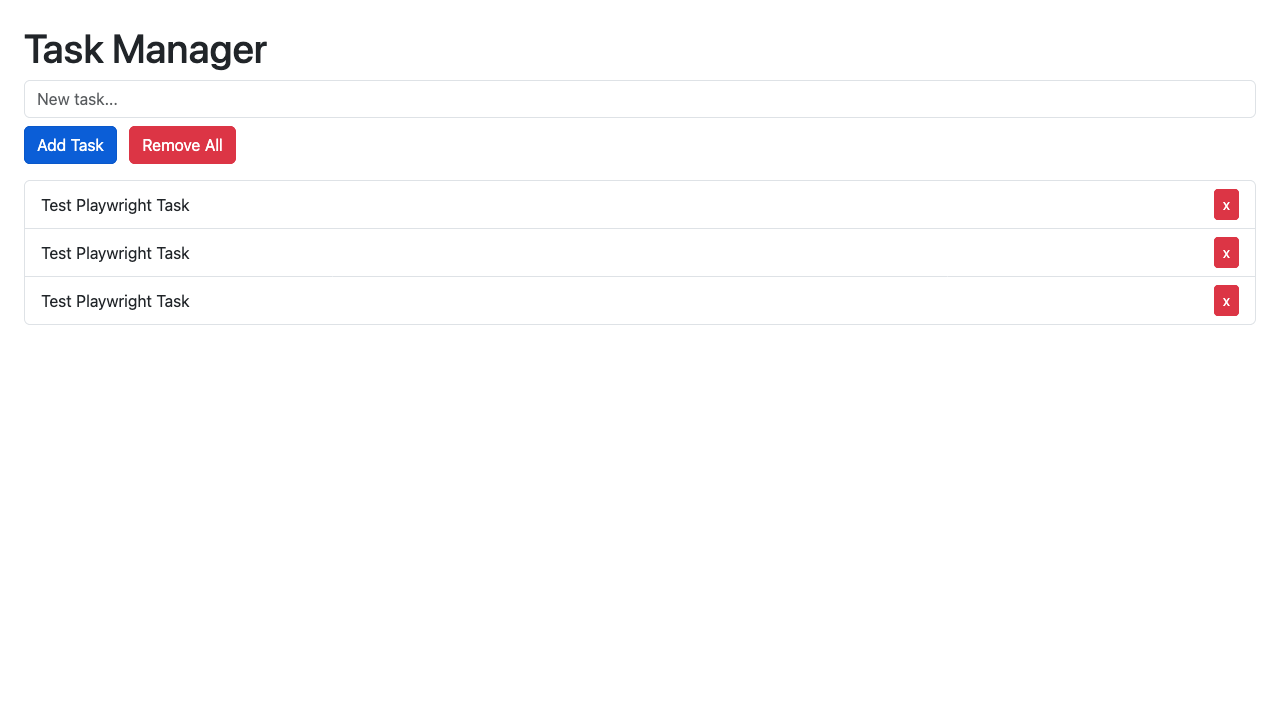 Task Manager
New task...
Add Task Remove All
Test Playwright Task x
Test Playwright Task x
Test Playwright Task x